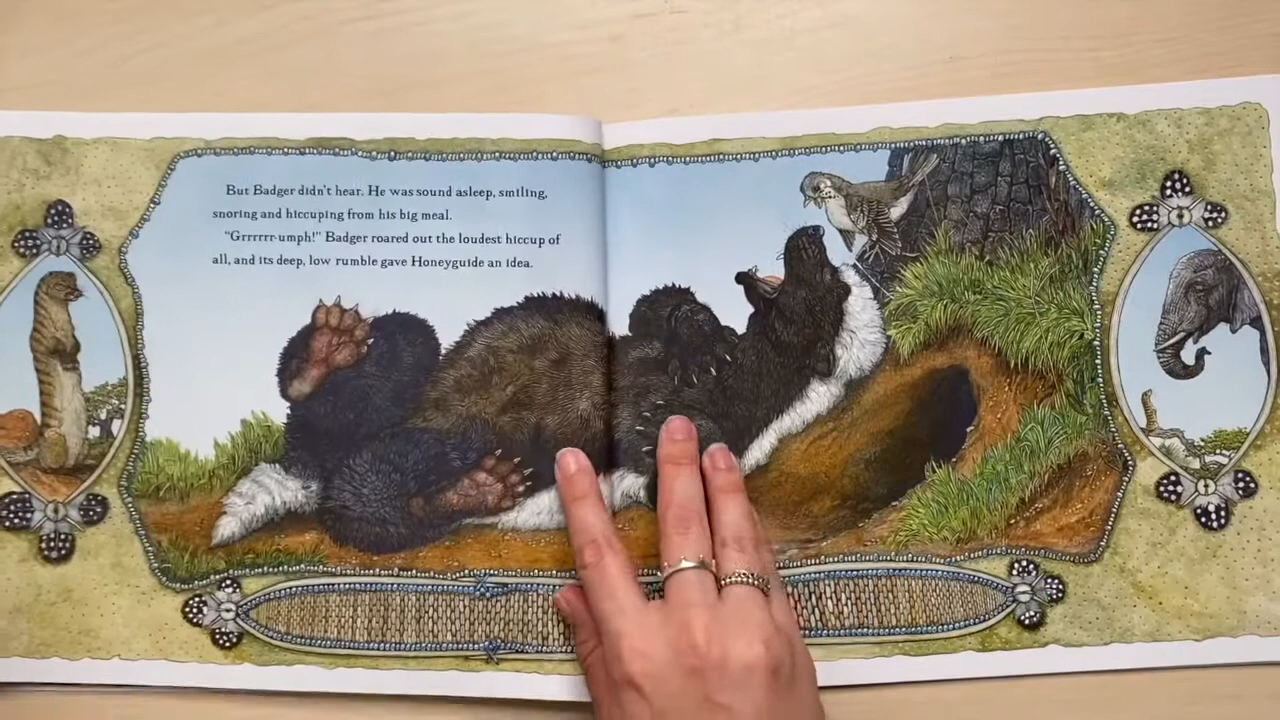 But Badger didn't hear. He was sound asleep, smiling,
snoring and hiccuping from his big meal.
"Grrrrrr-umph!" Badger roared out the loudest hiccup of
all, and its deep, low rumble gave Honeyguide an idea.